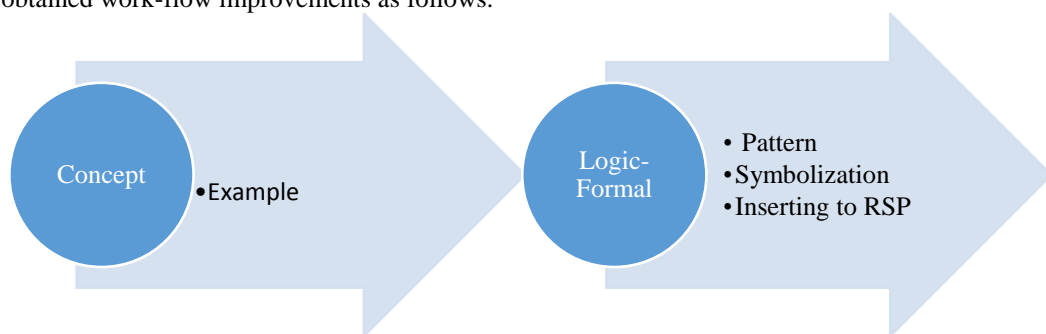 obtained work-flow improvements as follows:
Concept
•Example
Logic-
Formal
• Pattern
•Symbolization
•Inserting to RSP